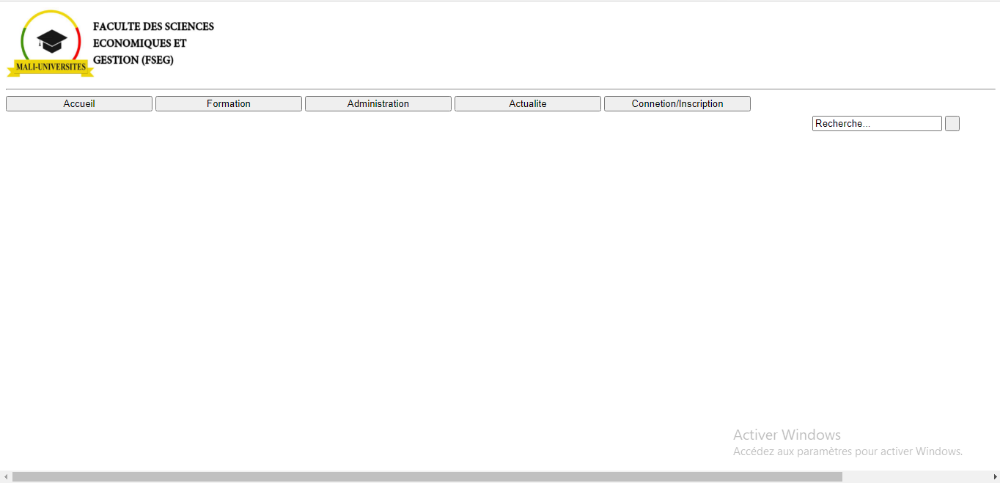 FACULTE DES SCIENCES
ECONOMIQUES ET
GESTION (FSEG)
MALI-UNIVERSITES
Accueil
Formation
Administration
Actualite
Connetion/Inscription
Recherche...
Activer Windows
Accédez aux paramètres pour activer Windows.